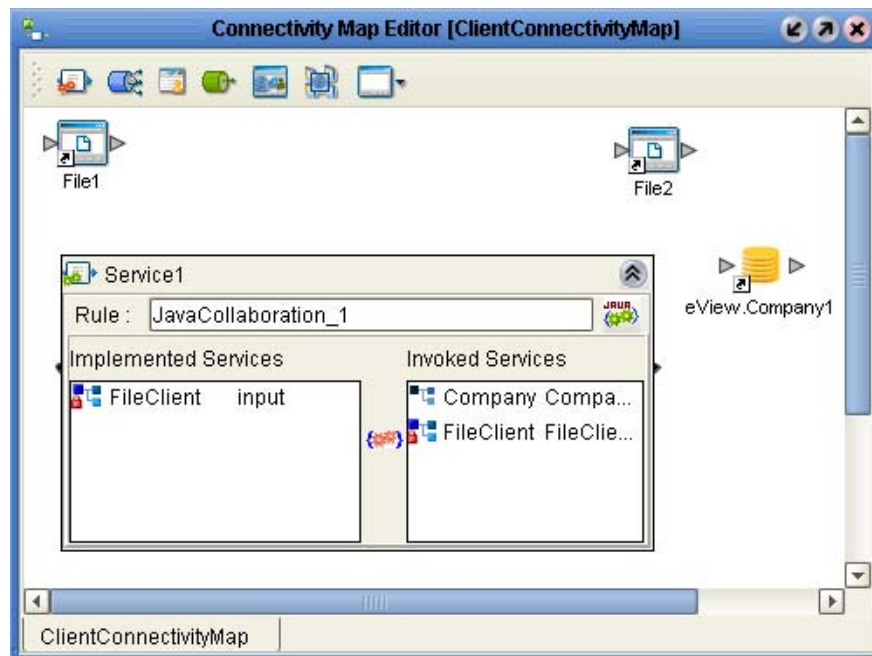 Connectivity Map Editor [ClientConnectivityMap]
File1
File2
Service1
eView.Company1
Rule : JavaCollaboration_1
JAVA
Implemented Services
Invoked Services
FileClient input
Company Compa...
FileClient FileClie...
ClientConnectivityMap